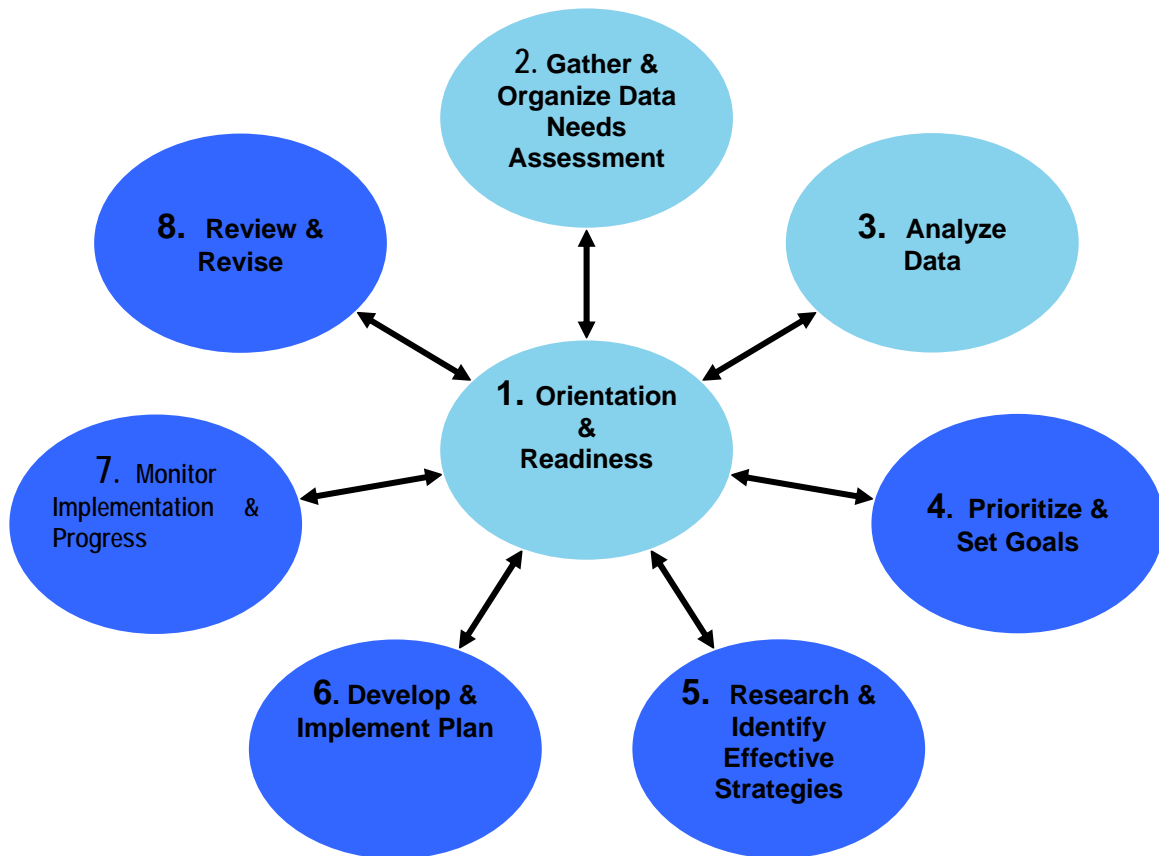 1. Orientation
&
Readiness
2. Gather &
Organize Data
Needs
Assessment
3. Analyze
Data
4. Prioritize &
Set Goals
5. Research &
Identify
Effective
Strategies
6. Develop &
Implement Plan
7. Monitor
Implementation &
Progress
8. Review &
Revise